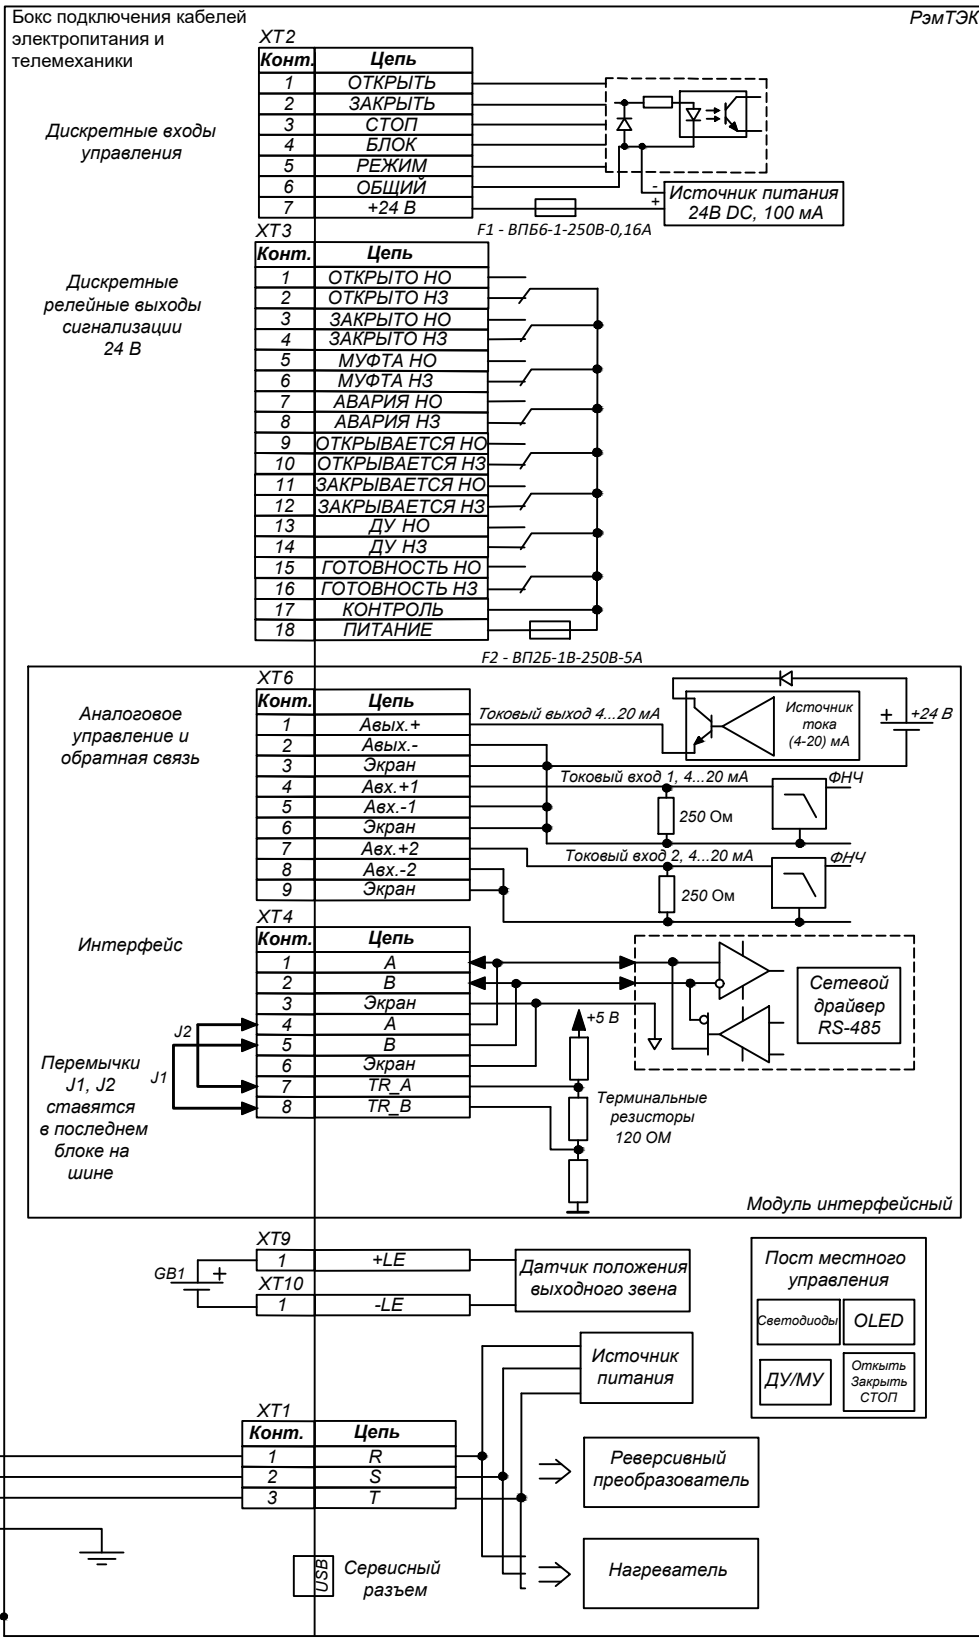 Бокс подключения кабелей
электропитания и
телемеханики
РэмТЭК
XT2
Конт. Цепь
1 ОТКРЫТЬ
2 ЗАКРЫТЬ
3 СТОП
4 БЛОК
5 РЕЖИМ
6 ОБЩИЙ
7 +24 В
Дискретные входы
управления
-
+
Источник питания
24В DC, 100 мА
F1 - ВПБ6-1-250В-0,16А
XT3
Конт. Цепь
1 ОТКРЫТО НО
2 ОТКРЫТО НЗ
3 ЗАКРЫТО НО
4 ЗАКРЫТО НЗ
5 МУФТА НО
6 МУФТА НЗ
7 АВАРИЯ НО
8 АВАРИЯ НЗ
9 ОТКРЫВАЕТСЯ НО
10 ОТКРЫВАЕТСЯ НЗ
11 ЗАКРЫВАЕТСЯ НО
12 ЗАКРЫВАЕТСЯ НЗ
13 ДУ НО
14 ДУ НЗ
15 ГОТОВНОСТЬ НО
16 ГОТОВНОСТЬ НЗ
17 КОНТРОЛЬ
18 ПИТАНИЕ
Дискретные
релейные выходы
сигнализации
24 В
F2 - ВП2Б-1В-250В-5А
XT6
Конт. Цепь
1 Авых.+
2 Авых.-
3 Экран
4 Авх.+1
5 Авх.-1
6 Экран
7 Авх.+2
8 Авх.-2
9 Экран
Аналоговое
управление и
обратная связь
Токовый выход 4...20 мА
Источник
тока
(4-20) мА
+
+24 В
Токовый вход 1, 4...20 мА
ФНЧ
250 Ом
Токовый вход 2, 4...20 мА
ФНЧ
250 Ом
XT4
Конт. Цепь
1 A
2 B
3 Экран
4 A
5 B
6 Экран
7 TR_A
8 TR_B
Интерфейс
J2
J1
Перемычки
J1, J2
ставятся
в последнем
блоке на
шине
+5 В
Терминальные
резисторы
120 ОМ
Сетевой
драйвер
RS-485
Модуль интерфейсный
XT9
1 +LE
XT10
1 -LE
GB1
+
Датчик положения
выходного звена
Пост местного
управления
Светодиоды
OLED
ДУ/МУ
Откыть
Закрыть
СТОП
Источник
питания
XT1
Конт. Цепь
1 R
2 S
3 T
Реверсивный
преобразователь
Нагреватель
USB
Сервисный
разъем